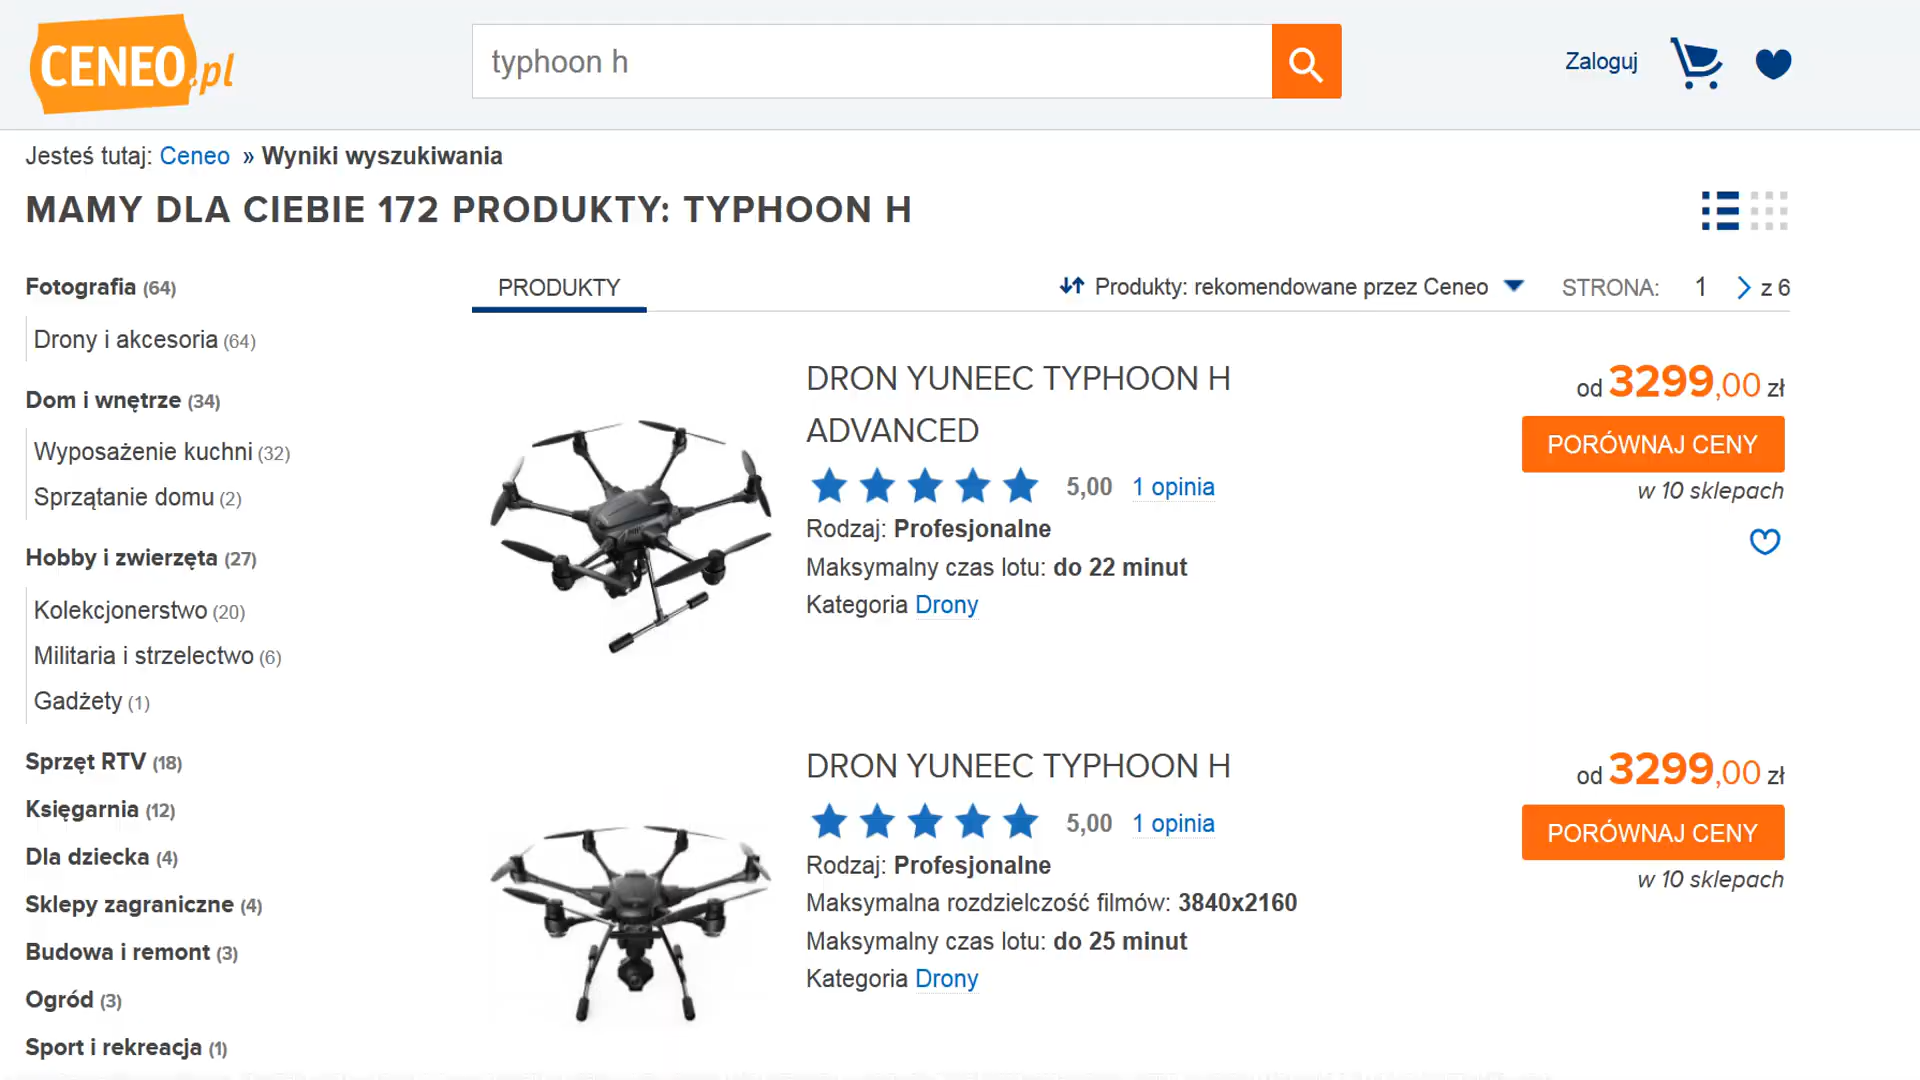 CENEO.pl
typhoon h
Zaloguj
Jesteś tutaj: Ceneo » Wyniki wyszukiwania
MAMY DLA CIEBIE 172 PRODUKTY: TYPHOON H
Fotografia (64)
Drony i akcesoria (64)
Dom i wnętrze (34)
Wyposażenie kuchni (32)
Sprzątanie domu (2)
Hobby i zwierzęta (27)
Kolekcjonerstwo (20)
Militaria i strzelectwo (6)
Gadżety (1)
Sprzęt RTV (18)
Księgarnia (12)
Dla dziecka (4)
Sklepy zagraniczne (4)
Budowa i remont (3)
Ogród (3)
Sport i rekreacja (1)
PRODUKTY
Produkty: rekomendowane przez Ceneo
STRONA: 1 z 6
DRON YUNEEC TYPHOON H
ADVANCED
5,00 1 opinia
Rodzaj: Profesjonalne
Maksymalny czas lotu: do 22 minut
Kategoria Drony
od 3299,00 zł
PORÓWNAJ CENY
w 10 sklepach
DRON YUNEEC TYPHOON H
5,00 1 opinia
Rodzaj: Profesjonalne
Maksymalna rozdzielczość filmów: 3840x2160
Maksymalny czas lotu: do 25 minut
Kategoria Drony
od 3299,00 zł
PORÓWNAJ CENY
w 10 sklepach